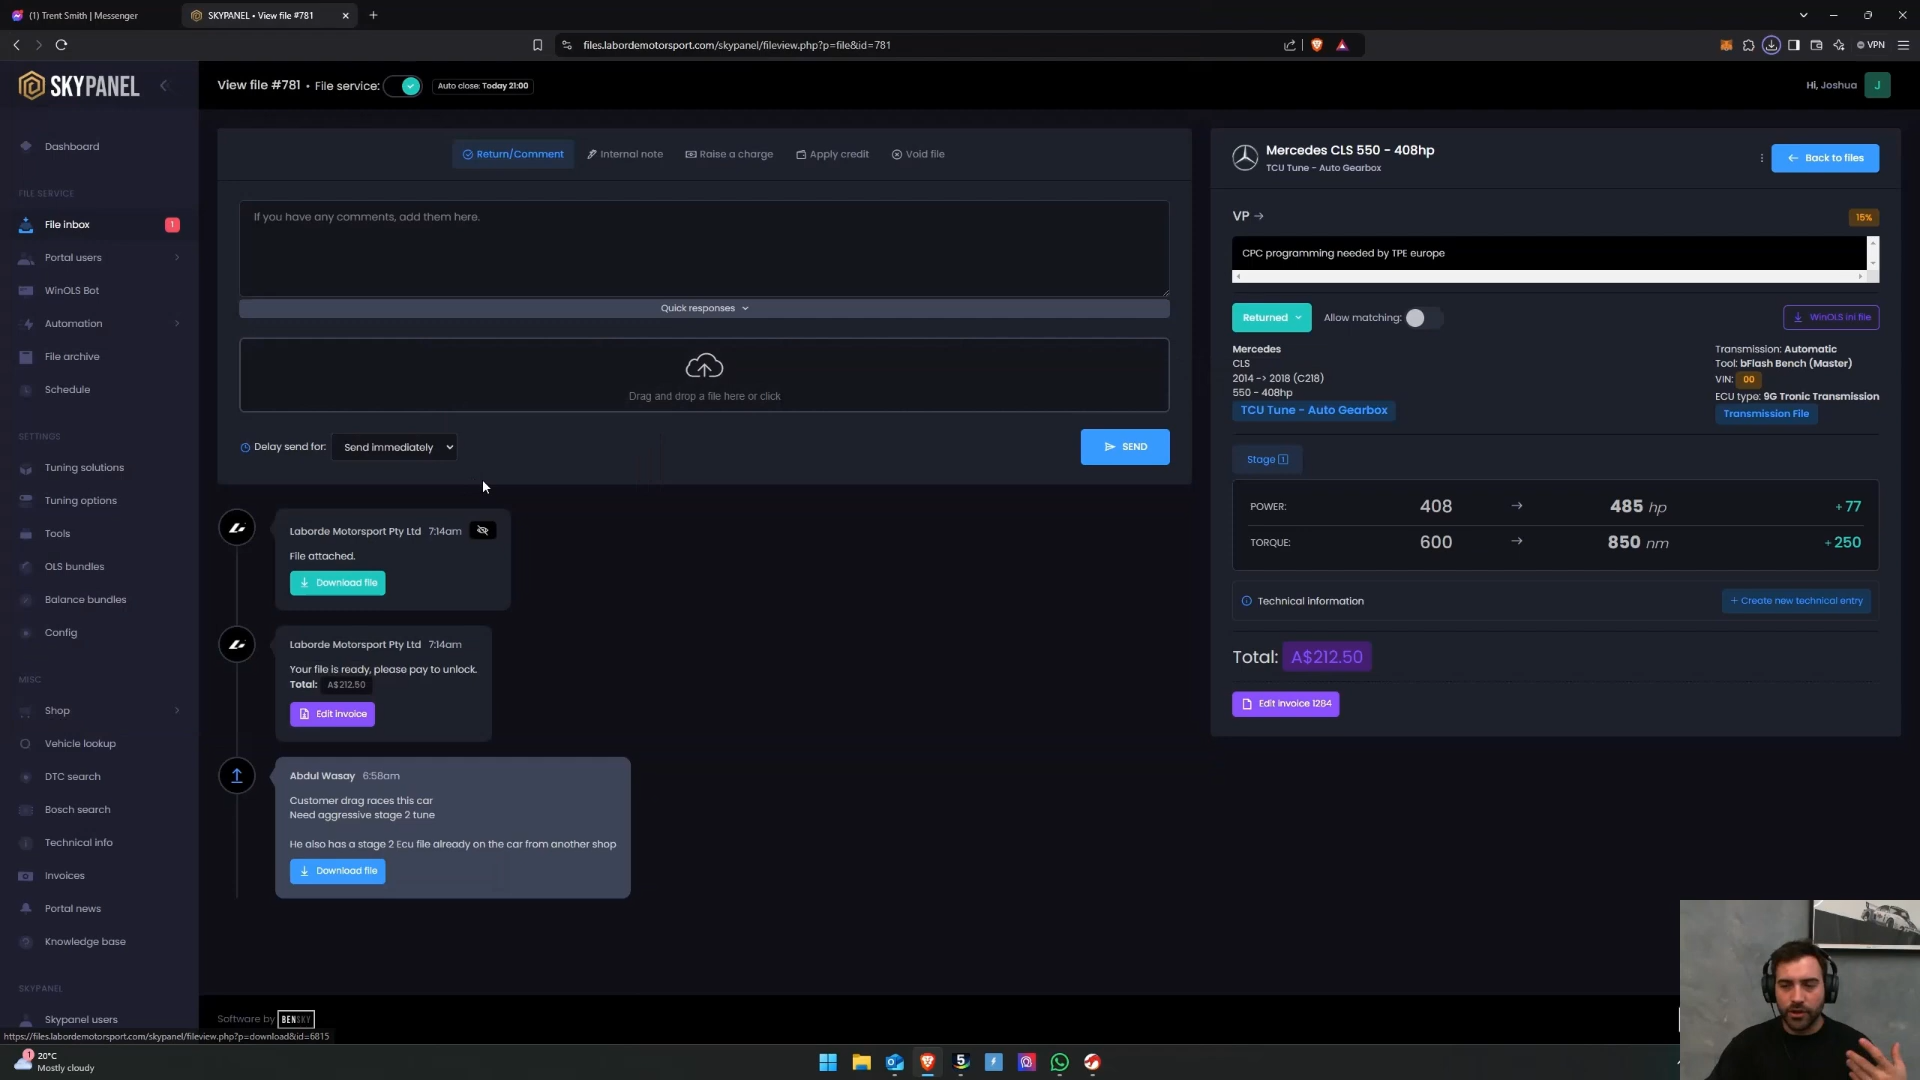 (1) Trent Smith | Messenger
SKYPANEL • View file #781
files.labordemotorsport.com/skypanel/fileview.php?p=file&id=781
VPN
SKYPANEL
View file #781 • File service:
Auto close: Today 21:00
Hi, Joshua
J
Dashboard
FILE SERVICE
File inbox
1
Portal users
WinOLS Bot
Automation
File archive
Schedule
SETTINGS
Tuning solutions
Tuning options
Tools
OLS bundles
Balance bundles
Config
MISC
Shop
Vehicle lookup
DTC search
Bosch search
Technical info
Invoices
Portal news
Knowledge base
SKYPANEL
Skypanel users
Return/Comment
Internal note
Raise a charge
Apply credit
Void file
If you have any comments, add them here.
Quick responses
Drag and drop a file here or click
Delay send for:
Send immediately
SEND
Laborde Motorsport Pty Ltd 7:14am
File attached.
Download file
Laborde Motorsport Pty Ltd 7:14am
Your file is ready, please pay to unlock.
Total: A$212.50
Edit invoice
Abdul Wasay 6:58am
Customer drag races this car
Need aggressive stage 2 tune
He also has a stage 2 Ecu file already on the car from another shop
Download file
Mercedes CLS 550 - 408hp
TCU Tune - Auto Gearbox
Back to files
VP
15%
CPC programming needed by TPE europe
Returned
Allow matching:
WinOLS ini file
Mercedes
CLS
2014 -> 2018 (C218)
550 - 408hp
TCU Tune - Auto Gearbox
Transmission: Automatic
Tool: bFlash Bench (Master)
VIN: 00
ECU type: 9G Tronic Transmission
Transmission File
Stage 1
POWER: 408 → 485 hp +77
TORQUE: 600 → 850 nm +250
Technical information
+ Create new technical entry
Total: A$212.50
Edit invoice 1284
Software by BENSKY
https://files.labordemotorsport.com/skypanel/fileview.php?p=download&id=6815
1
20°C
Mostly cloudy
5